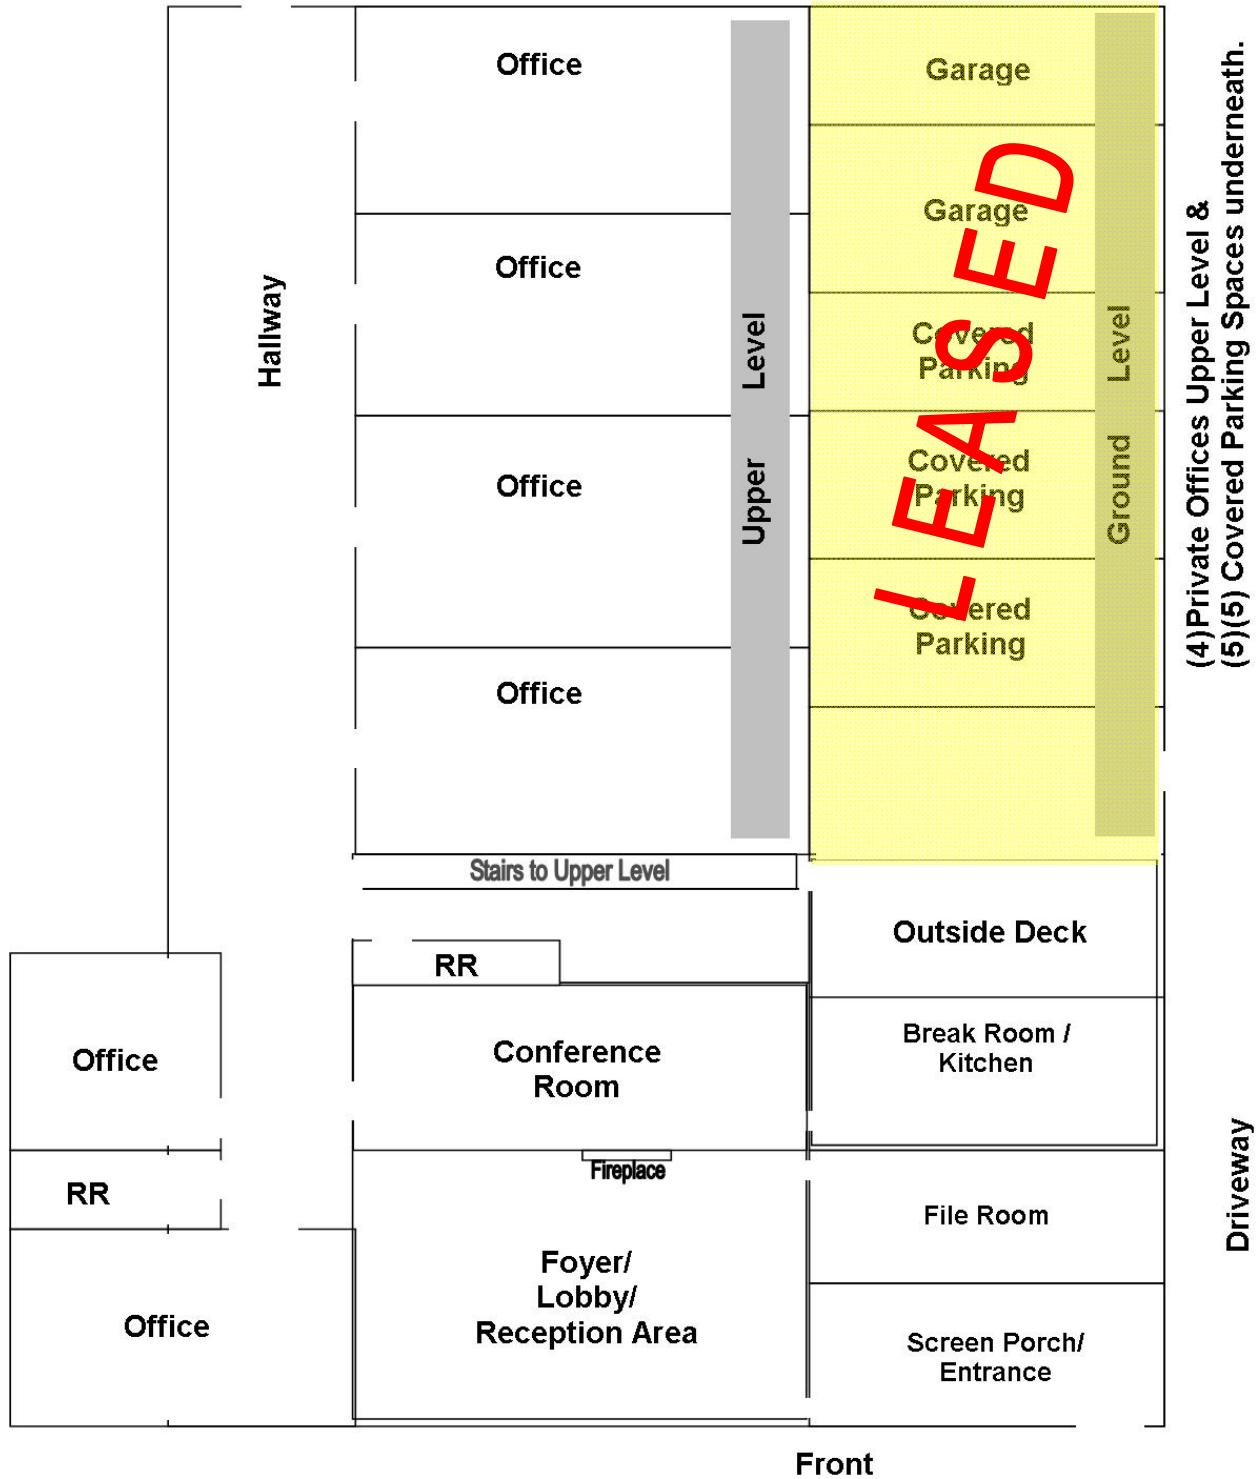 Office
Garage
Garage
Office
Hallway
Upper Level
Covered
Parking
Ground Level
LEASED
(4)Private Offices Upper Level &
(5)(5) Covered Parking Spaces underneath.
Office
Covered
Parking
Covered
Parking
Office
Stairs to Upper Level
Outside Deck
RR
Office
Conference
Room
Break Room /
Kitchen
Fireplace
RR
File Room
Driveway
Foyer/
Lobby/
Reception Area
Office
Screen Porch/
Entrance
Front